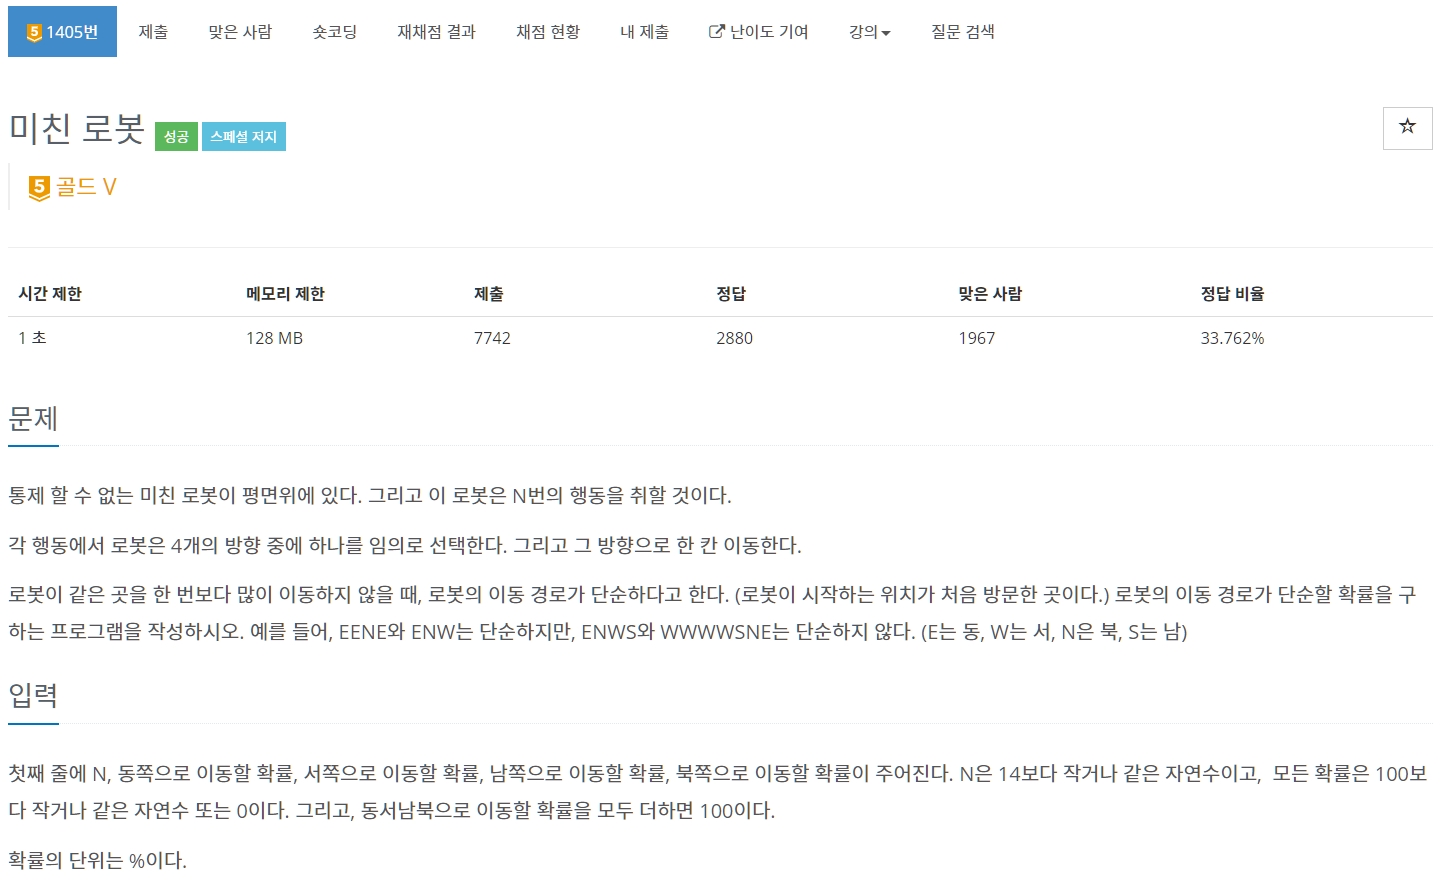 5 1405번 제출 맞은 사람 숏코딩 재채점 결과 채점 현황 내 제출 난이도 기여 강의 질문 검색
미친 로봇 성공 스페셜 저지
5 골드 V
시간 제한 메모리 제한 제출 정답 맞은 사람 정답 비율
1 초 128 MB 7742 2880 1967 33.762%
문제
통제 할 수 없는 미친 로봇이 평면위에 있다. 그리고 이 로봇은 N번의 행동을 취할 것이다.
각 행동에서 로봇은 4개의 방향 중에 하나를 임의로 선택한다. 그리고 그 방향으로 한 칸 이동한다.
로봇이 같은 곳을 한 번보다 많이 이동하지 않을 때, 로봇의 이동 경로가 단순하다고 한다. (로봇이 시작하는 위치가 처음 방문한 곳이다.) 로봇의 이동 경로가 단순할 확률을 구
하는 프로그램을 작성하시오. 예를 들어, EENE와 ENW는 단순하지만, ENWS와 WWWWSNE는 단순하지 않다. (E는 동, W는 서, N은 북, S는 남)
입력
첫째 줄에 N, 동쪽으로 이동할 확률, 서쪽으로 이동할 확률, 남쪽으로 이동할 확률, 북쪽으로 이동할 확률이 주어진다. N은 14보다 작거나 같은 자연수이고,  모든 확률은 100보
다 작거나 같은 자연수 또는 0이다. 그리고, 동서남북으로 이동할 확률을 모두 더하면 100이다.
확률의 단위는 %이다.